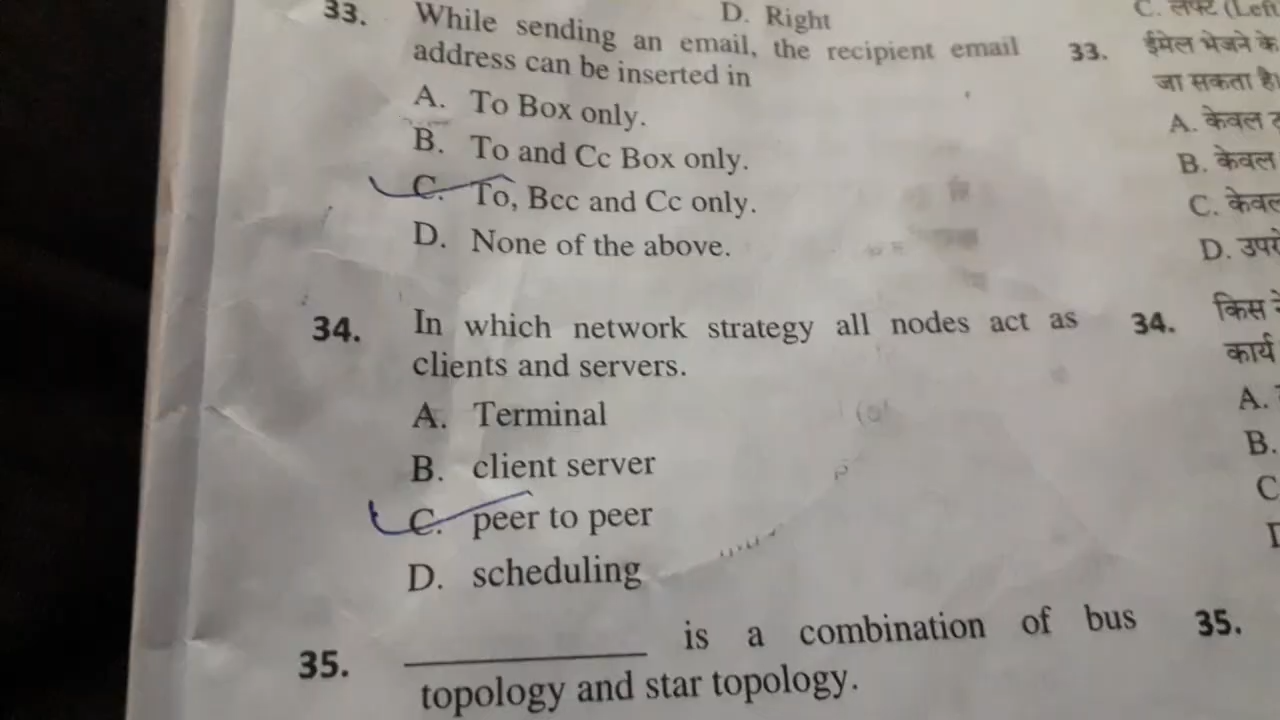 D. Right
33. While sending an email, the recipient email
address can be inserted in
A. To Box only.
B. To and Cc Box only.
C. To, Bcc and Cc only.
D. None of the above.
34. In which network strategy all nodes act as
clients and servers.
A. Terminal
B. client server
C. peer to peer
D. scheduling
35. __________ is a combination of bus
topology and star topology.
C. लेफ्ट (Left
33. ईमेल भेजने के
जा सकता है।
A. केवल
B. केवल
C. केवल
D.
34. किस
कार्य
A.
B.
C
35.